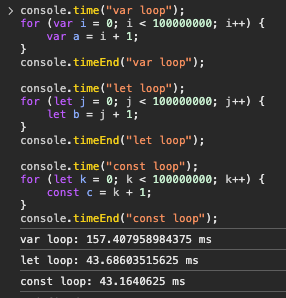 console.time("var loop");
for (var i = 0; i < 100000000; i++) {
    var a = i + 1;
}
console.timeEnd("var loop");

console.time("let loop");
for (let j = 0; j < 100000000; j++) {
    let b = j + 1;
}
console.timeEnd("let loop");

console.time("const loop");
for (let k = 0; k < 100000000; k++) {
    const c = k + 1;
}
console.timeEnd("const loop");
var loop: 157.407958984375 ms
let loop: 43.68603515625 ms
const loop: 43.1640625 ms